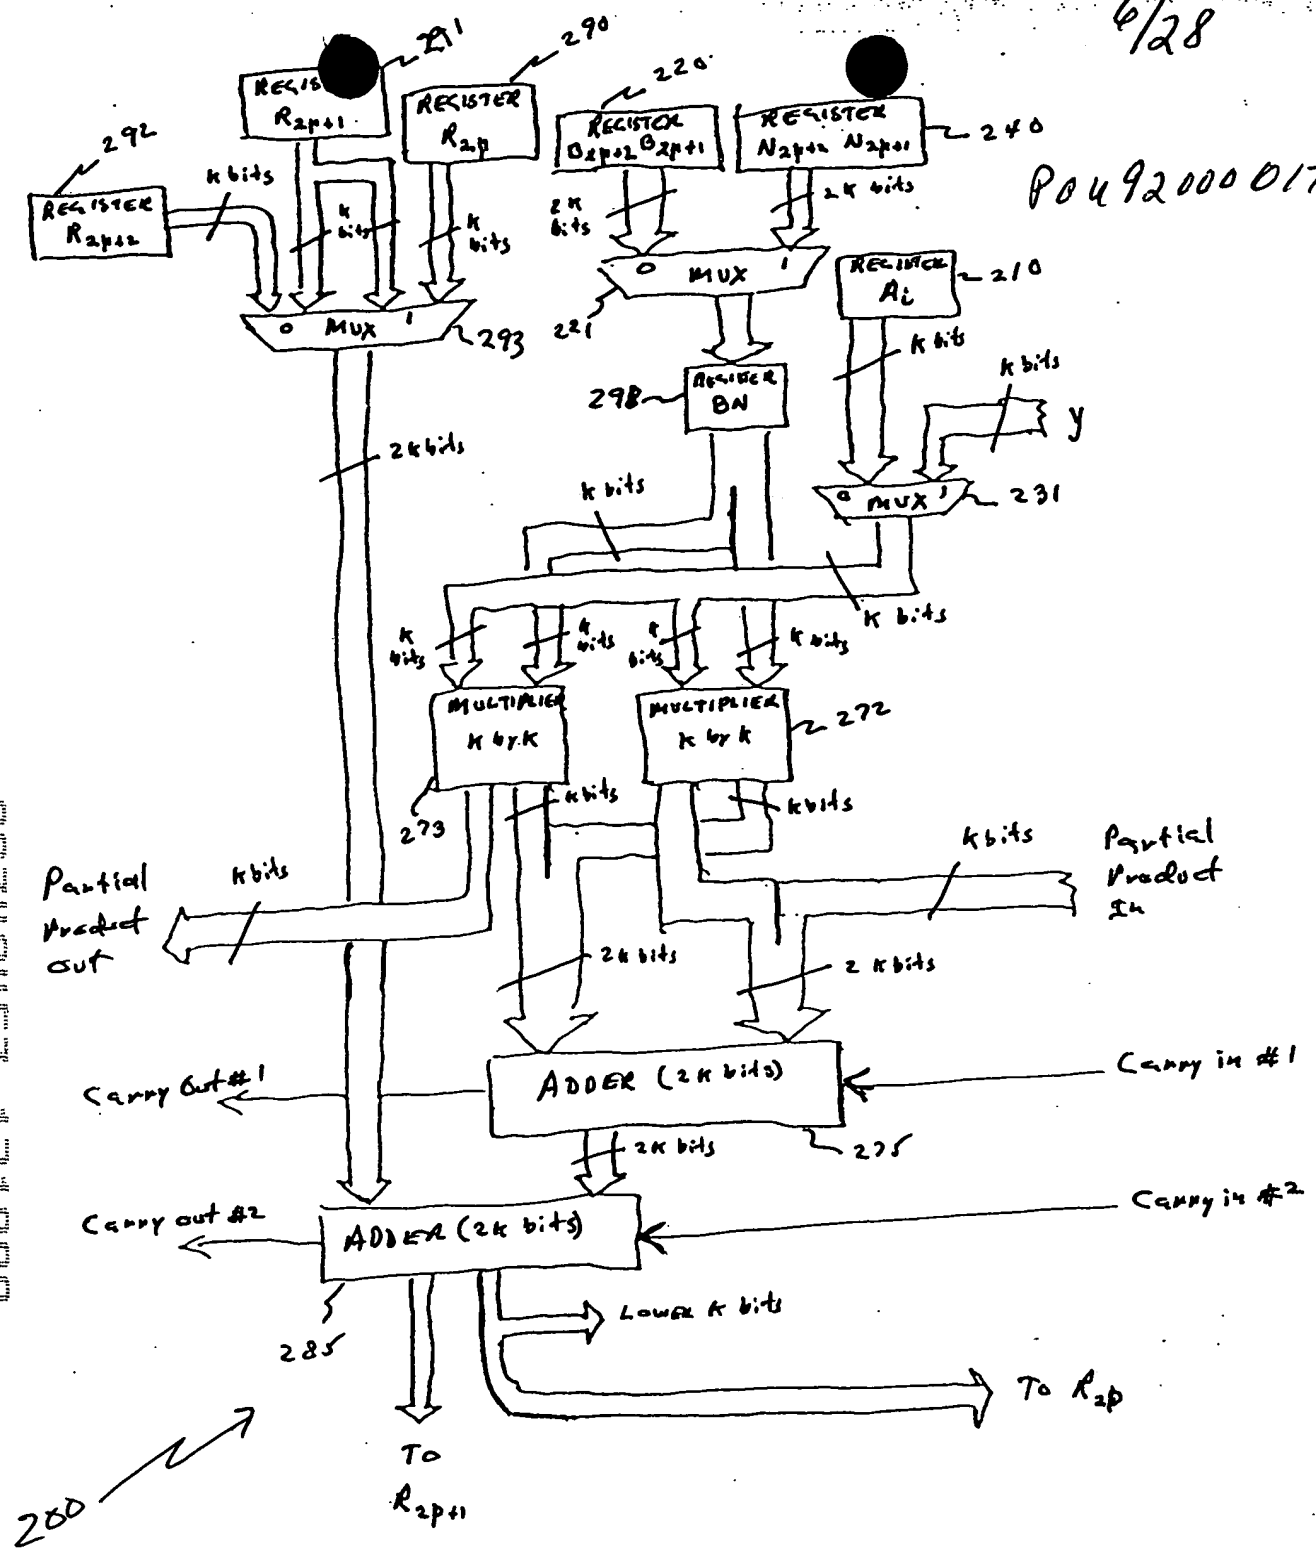 6/28
291
290
220
REGIS
R2p+1
REGISTER
R2p
REGISTER
B2p+2 B2p+1
REGISTER
N2p+2 N2p+1
240
292
REGISTER
R2p+2
k bits
k bits
k bits
2k bits
2k bits
0 MUX 1
293
0 MUX 1
221
REGISTER
Ai
210
k bits
k bits
y
REGISTER
BN
298
2k bits
0 MUX 1
231
k bits
k bits
k bits
k bits
k bits
k bits
MULTIPLIER
k by k
273
MULTIPLIER
k by k
272
k bits
k bits
Partial
Product
out
k bits
k bits
Partial
Product
In
2k bits
2k bits
ADDER (2k bits)
275
Carry out #1
Carry in #1
2k bits
Carry out #2
ADDER (2k bits)
Carry in #2
285
LOWER k bits
To R2p
To
R2p+1
200